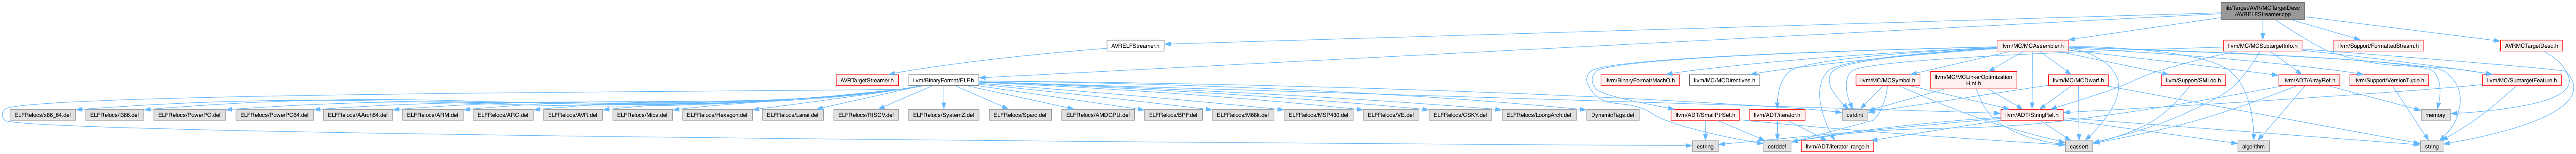 lib/Target/AVR/MCTargetDesc
/AVRELFStreamer.cpp
AVRELFStreamer.h
llvm/MC/MCAssembler.h
llvm/MC/MCSubtargetInfo.h
llvm/Support/FormattedStream.h
AVRMCTargetDesc.h
AVRTargetStreamer.h
llvm/BinaryFormat/ELF.h
llvm/BinaryFormat/MachO.h
llvm/MC/MCDirectives.h
llvm/MC/MCSymbol.h
llvm/MC/MCLinkerOptimization
Hint.h
llvm/MC/MCDwarf.h
llvm/Support/SMLoc.h
llvm/ADT/ArrayRef.h
llvm/Support/VersionTuple.h
llvm/MC/SubtargetFeature.h
ELFRelocs/x86_64.def
ELFRelocs/i386.def
ELFRelocs/PowerPC.def
ELFRelocs/PowerPC64.def
ELFRelocs/AArch64.def
ELFRelocs/ARM.def
ELFRelocs/ARC.def
ELFRelocs/AVR.def
ELFRelocs/Mips.def
ELFRelocs/Hexagon.def
ELFRelocs/Lanai.def
ELFRelocs/RISCV.def
ELFRelocs/SystemZ.def
ELFRelocs/Sparc.def
ELFRelocs/AMDGPU.def
ELFRelocs/BPF.def
ELFRelocs/M68k.def
ELFRelocs/MSP430.def
ELFRelocs/VE.def
ELFRelocs/CSKY.def
ELFRelocs/LoongArch.def
DynamicTags.def
cstdint
llvm/ADT/SmallPtrSet.h
llvm/ADT/iterator.h
llvm/ADT/StringRef.h
memory
cstring
cstddef
llvm/ADT/iterator_range.h
cassert
algorithm
string